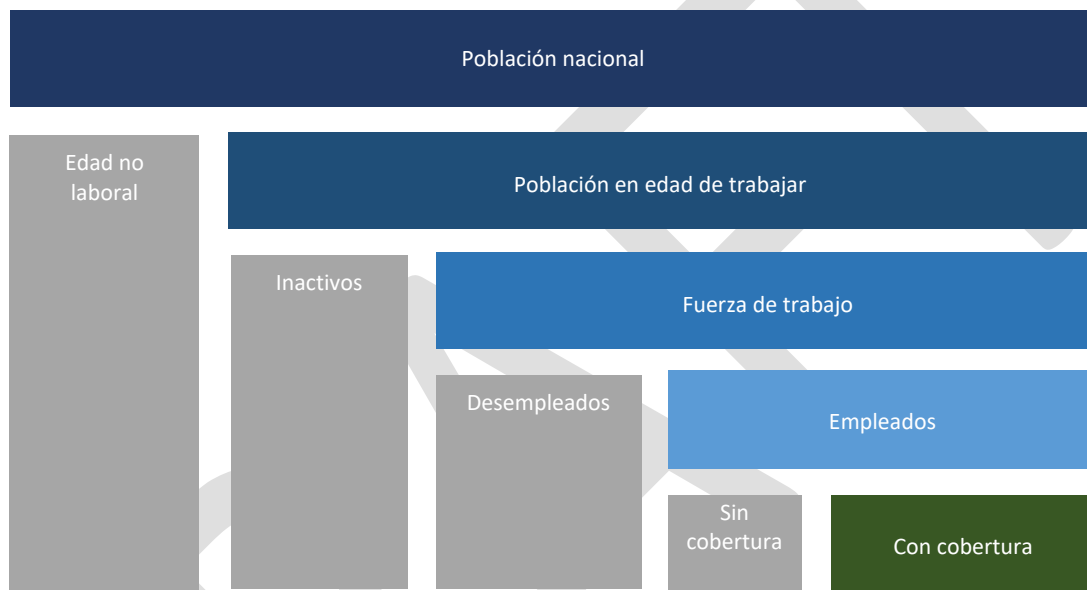 Población nacional
Edad no
laboral
Población en edad de trabajar
Inactivos
Fuerza de trabajo
Desempleados
Empleados
Sin
cobertura
Con cobertura